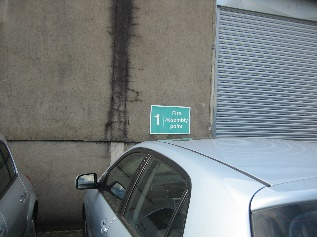 1
Fire
Assembly
point